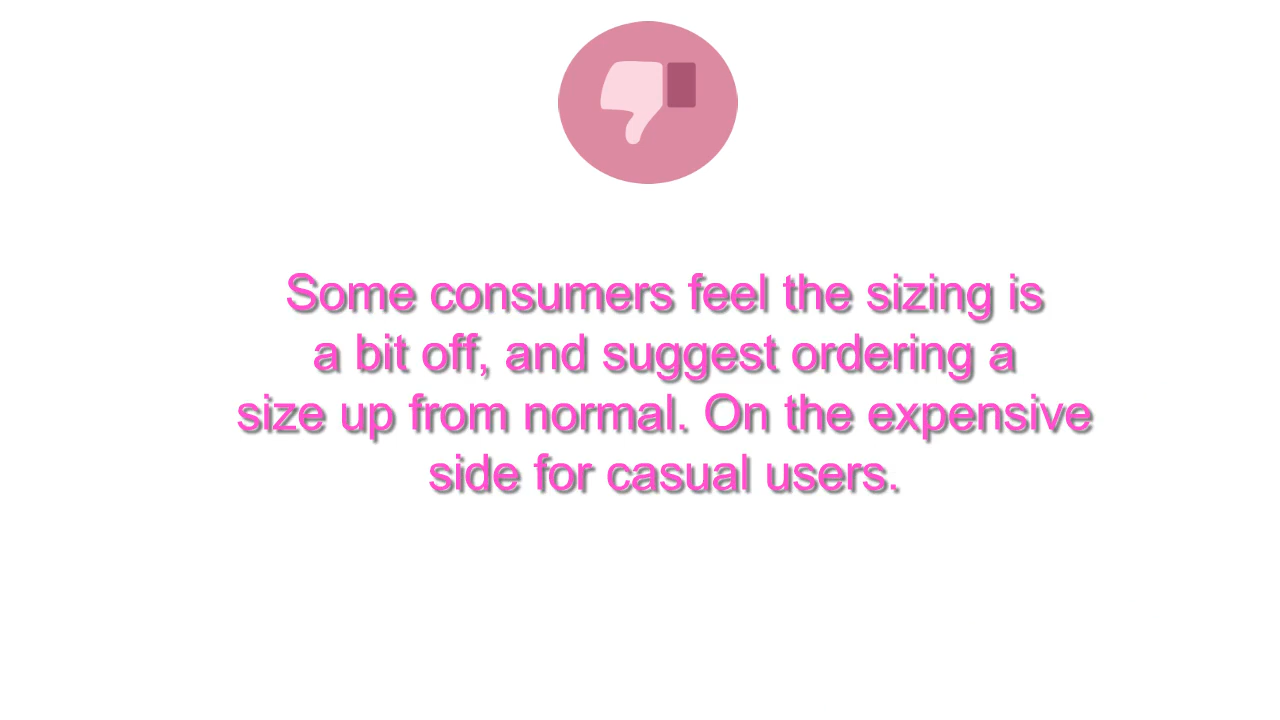 Some consumers feel the sizing is
a bit off, and suggest ordering a
size up from normal. On the expensive
side for casual users.